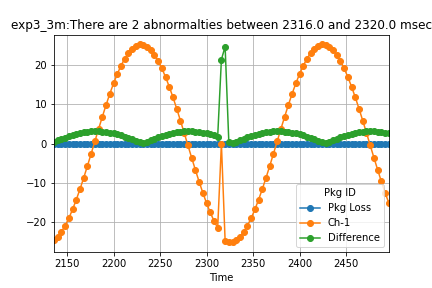 exp3_3m:There are 2 abnormalties between 2316.0 and 2320.0 msec
20
10
0
−10
−20
2150
2200
2250
2300
2350
2400
2450
Time
Pkg ID
Pkg Loss
Ch-1
Difference